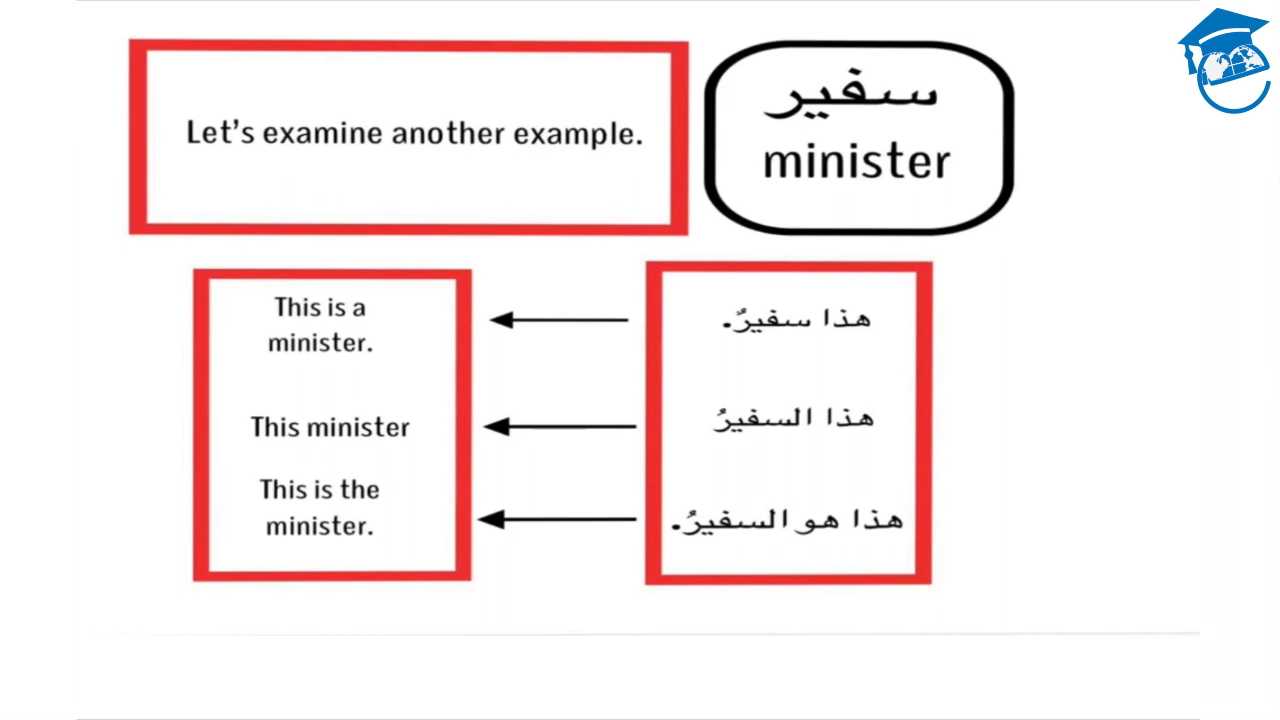 Let's examine another example.
سفير
minister
This is a
minister.
هذا سفيرٌ.
This minister
هذا السفيرُ
This is the
minister.
هذا هو السفيرُ.